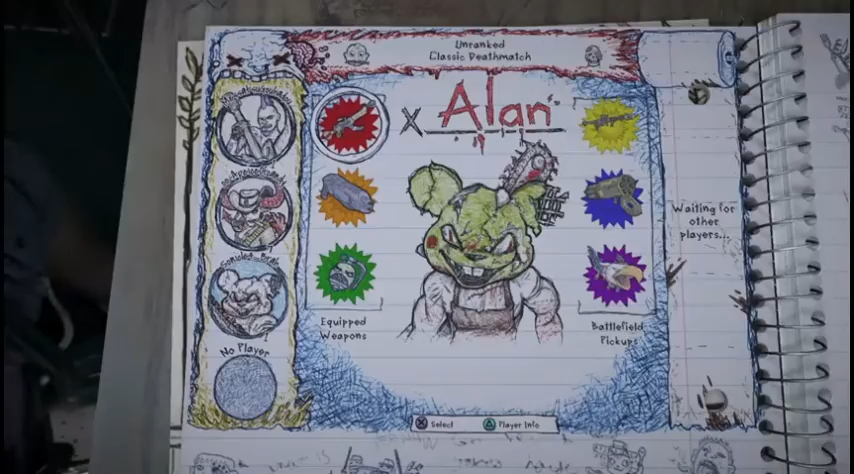 Unranked
Classic Deathmatch
x Alan
Waiting for
other
players...
Equipped
Weapons
Battlefield
Pickups
No Player
Select
Player Info